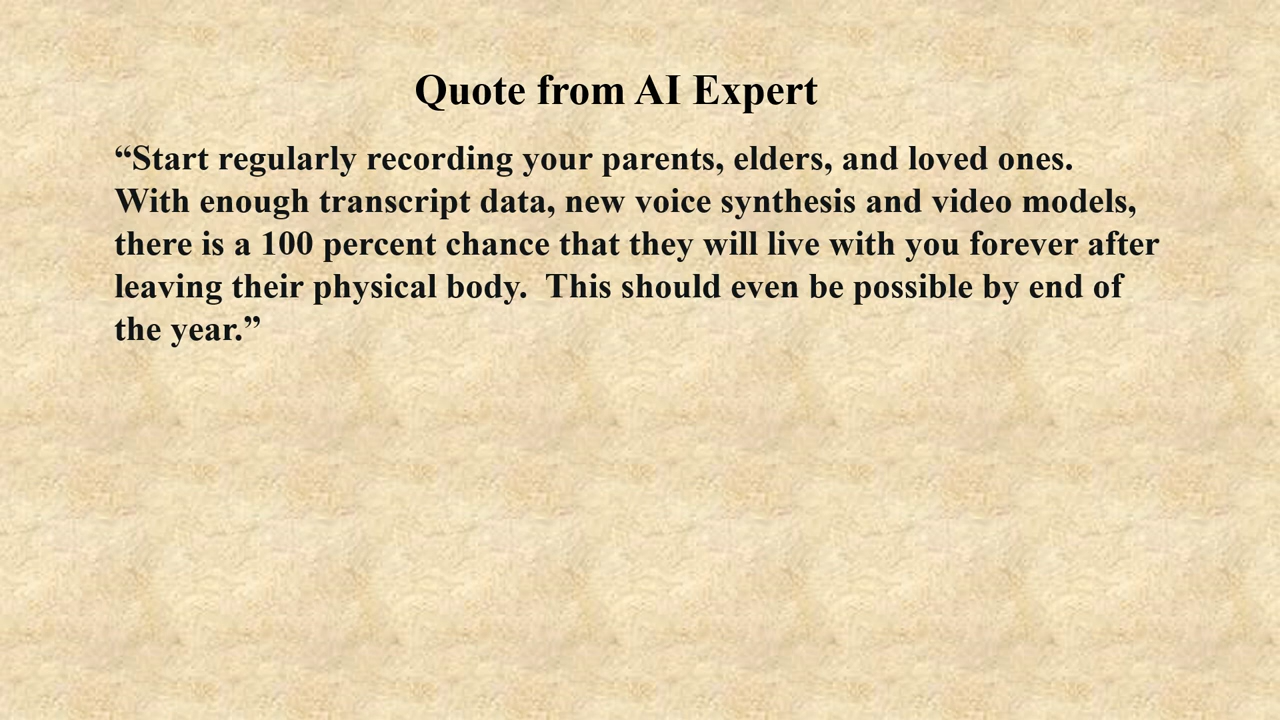 Quote from AI Expert
“Start regularly recording your parents, elders, and loved ones.
With enough transcript data, new voice synthesis and video models,
there is a 100 percent chance that they will live with you forever after
leaving their physical body.  This should even be possible by end of
the year.”